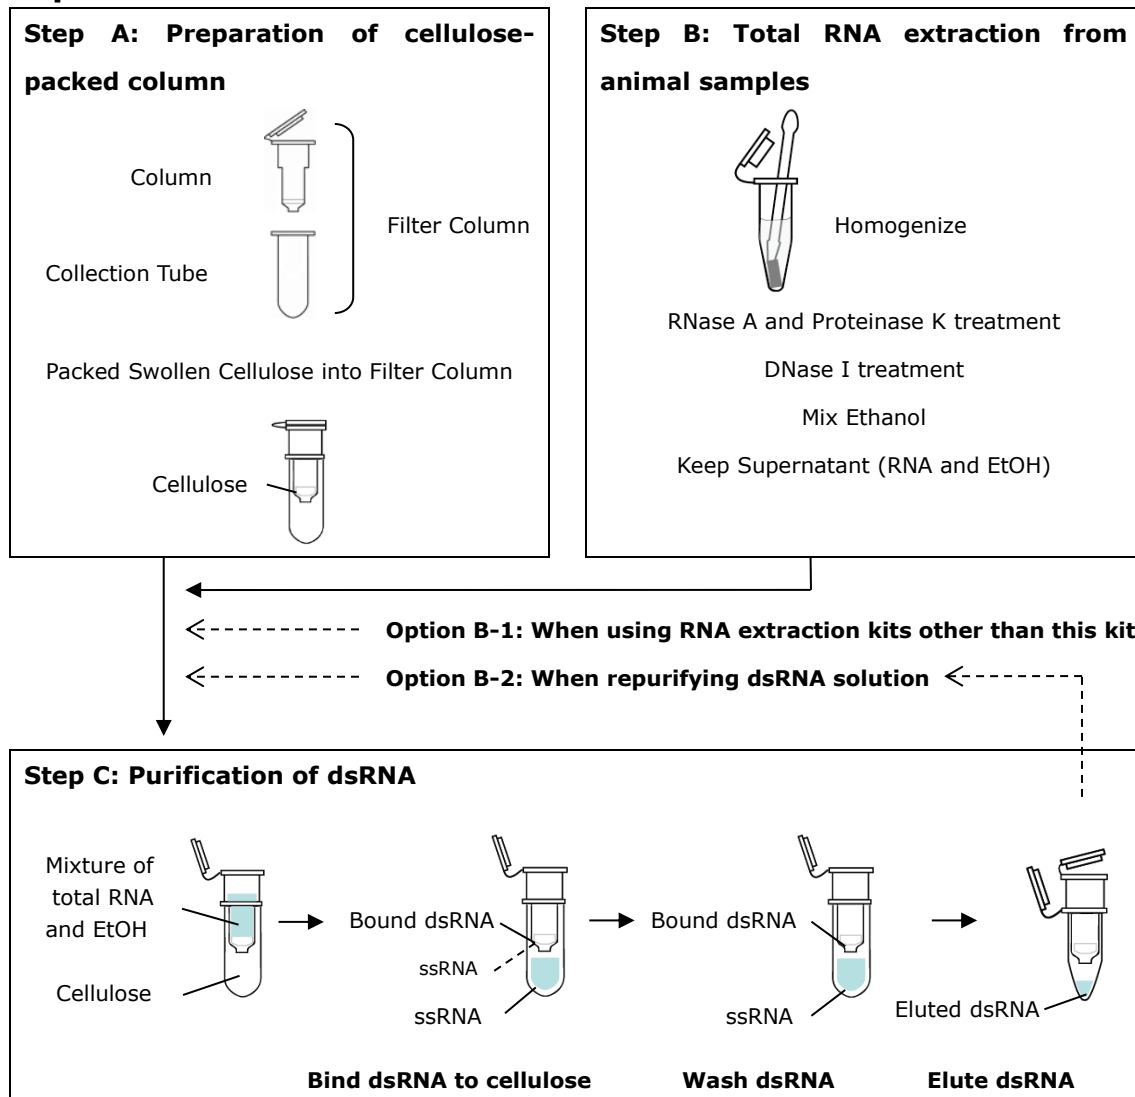 Step A: Preparation of cellulose-
packed column
Column
Filter Column
Collection Tube
Packed Swollen Cellulose into Filter Column
Cellulose
Step B: Total RNA extraction from
animal samples
Homogenize
RNase A and Proteinase K treatment
DNase I treatment
Mix Ethanol
Keep Supernatant (RNA and EtOH)
Option B-1: When using RNA extraction kits other than this kit
Option B-2: When repurifying dsRNA solution
Step C: Purification of dsRNA
Mixture of
total RNA
and EtOH
Cellulose
Bound dsRNA
ssRNA
ssRNA
Bind dsRNA to cellulose
Bound dsRNA
ssRNA
Wash dsRNA
Eluted dsRNA
Elute dsRNA